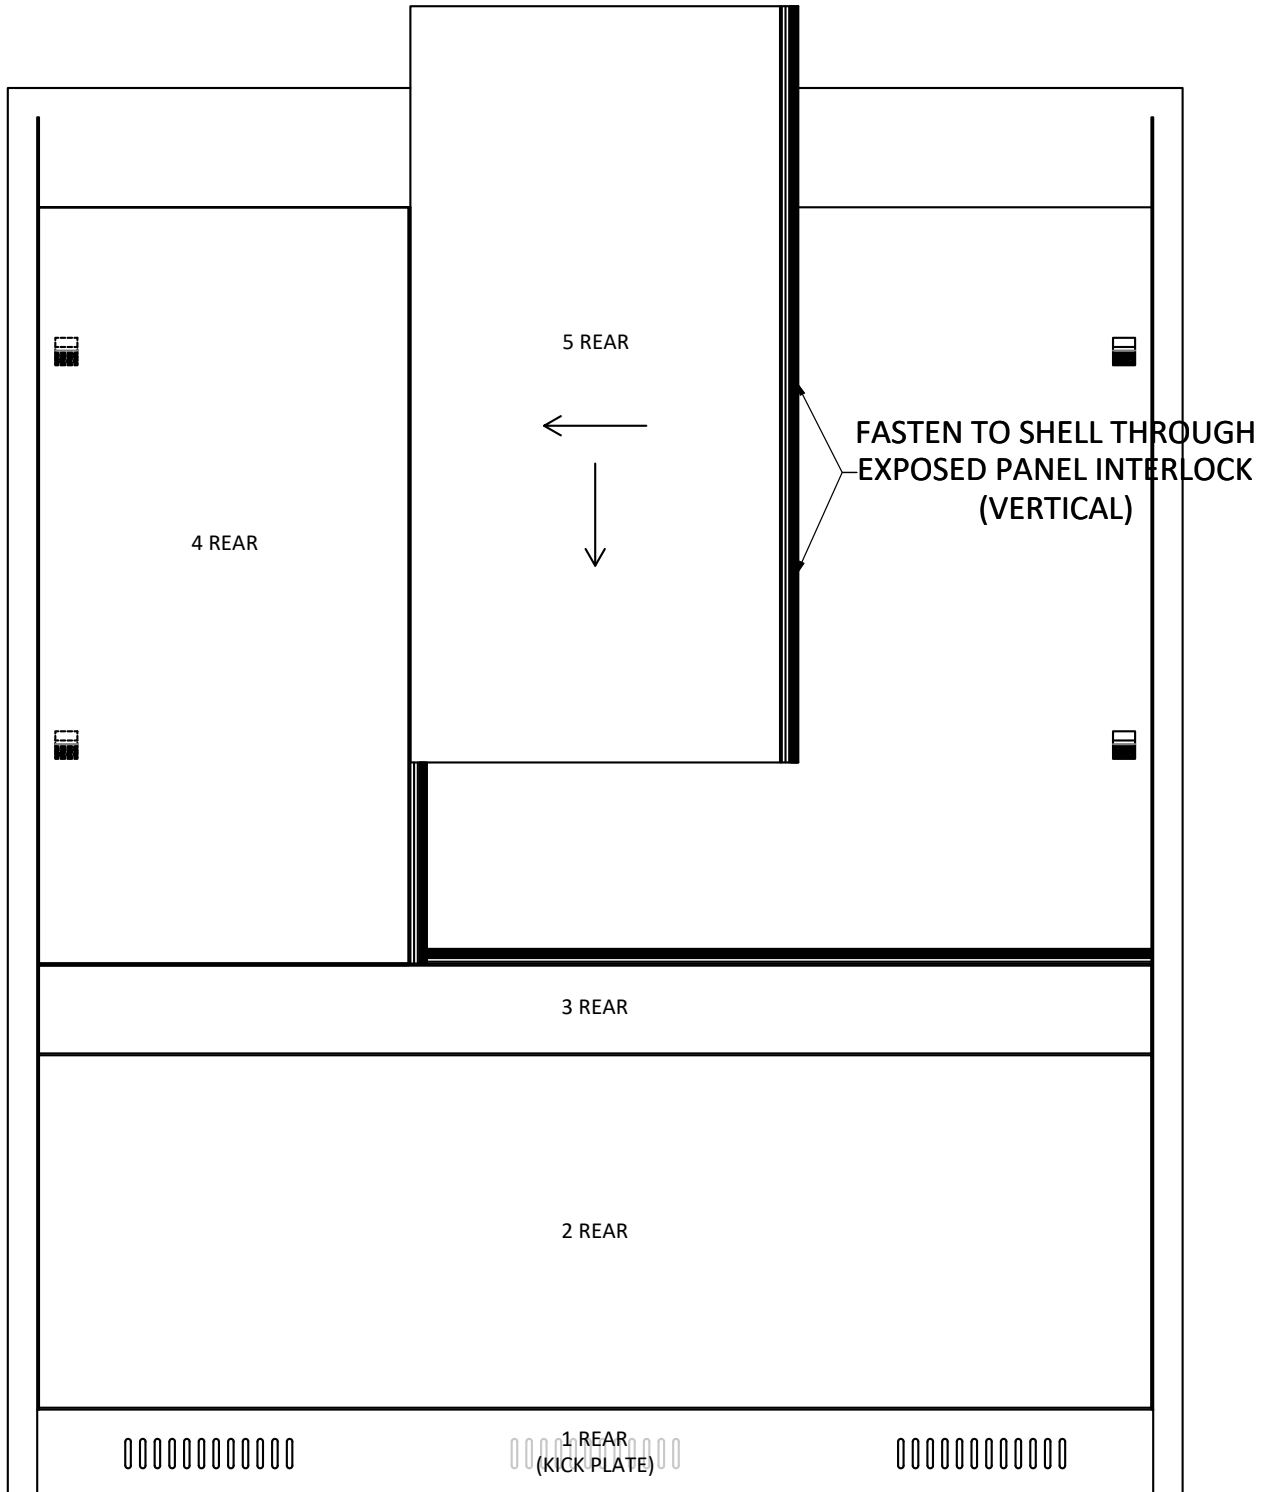 5 REAR
FASTEN TO SHELL THROUGH
EXPOSED PANEL INTERLOCK
(VERTICAL)
4 REAR
3 REAR
2 REAR
1 REAR
(KICK PLATE)